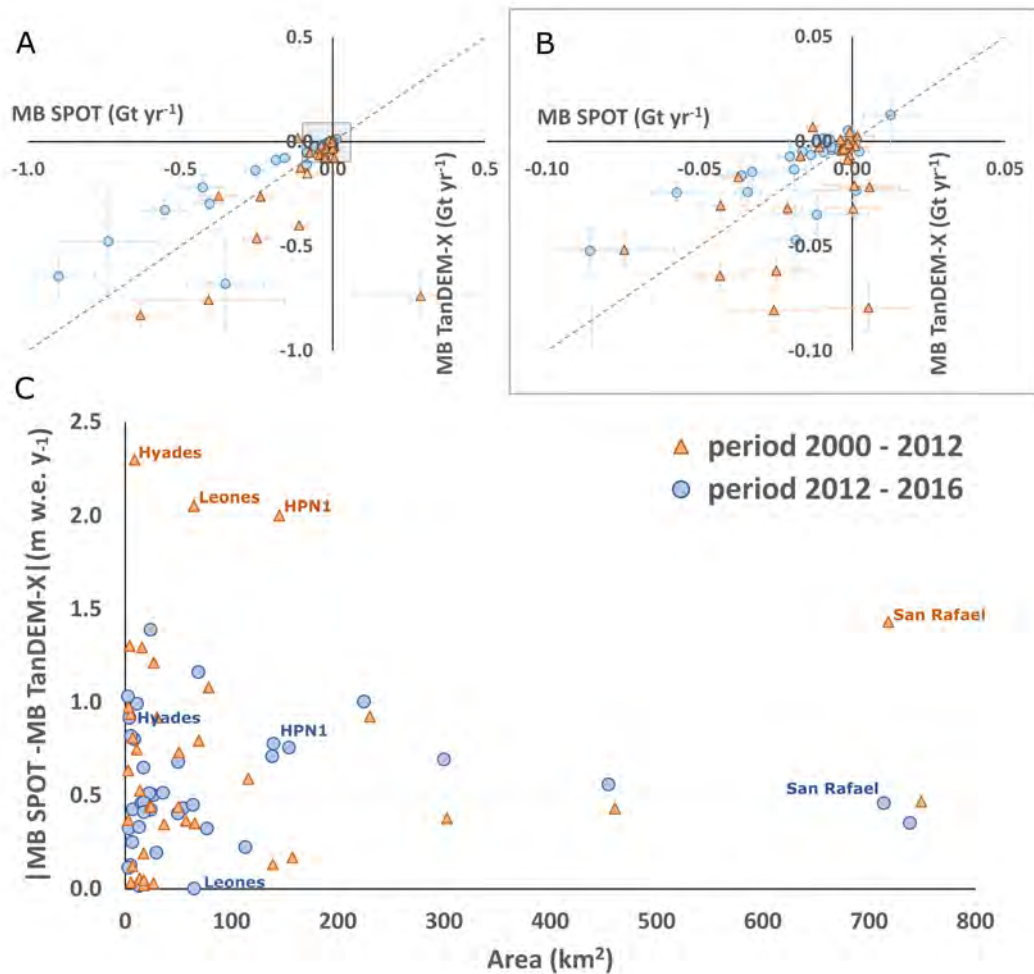 A
0.5
MB SPOT (Gt yr-1)
0.0
-1.0
-0.5
0.00
0.5
-0.5
-1.0
MB TanDEM-X (Gt yr-1)
B
0.05
MB SPOT (Gt yr-1)
0.00
-0.10
-0.05
0.00
0.05
-0.05
-0.10
MB TanDEM-X (Gt yr-1)
C
|MB SPOT -MB TanDEM-X| (m w.e. y-1)
2.5
2.0
1.5
1.0
0.5
0.0
period 2000 - 2012
period 2012 - 2016
Hyades
Leones
HPN1
San Rafael
Hyades
HPN1
San Rafael
Leones
0 100 200 300 400 500 600 700 800
Area (km2)